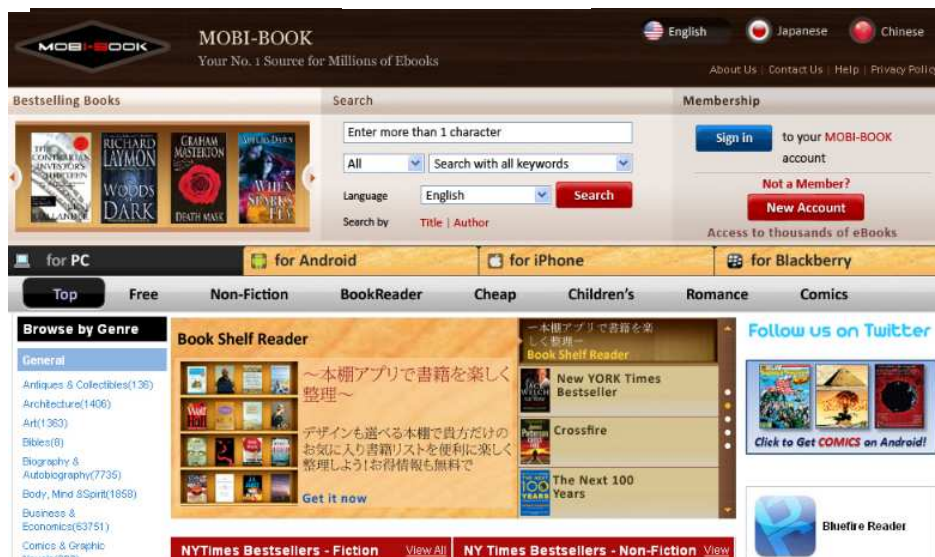 MOBI-BOOK
MOBI-BOOK
Your No. 1 Source for Millions of Ebooks
English
Japanese
Chinese
About Us | Contact Us | Help | Privacy Policy
Bestselling Books
RICHARD
LAYMON
WOODS
DARK
GRAHAM
MASTERTON
DEATH MASK
WHEN
SPARKS
FLY
Search
Enter more than 1 character
All
Search with all keywords
Language
English
Search
Search by
Title | Author
Membership
Sign in
to your MOBI-BOOK
account
Not a Member?
New Account
Access to thousands of eBooks
for PC
for Android
for iPhone
for Blackberry
Top
Free
Non-Fiction
BookReader
Cheap
Children's
Romance
Comics
Browse by Genre
General
Antiques & Collectibles(136)
Architecture(1406)
Art(1363)
Bibles(8)
Biography &
Autobiography(7735)
Body, Mind &Spirit(1858)
Business &
Economics(63751)
Comics & Graphic
Book Shelf Reader
～本棚アプリで書籍を楽しく
整理～
デザインも選べる本棚で貴方だけの
お気に入り書籍リストを便利に楽しく
整理しよう!お得情報も無料で
Get it now
～本棚アプリで書籍を楽
しく整理～
Book Shelf Reader
New YORK Times
Bestseller
Crossfire
The Next 100
Years
Follow us on Twitter
Click to Get COMICS on Android!
Bluefire Reader
NYTimes Bestsellers - Fiction
View All
NY Times Bestsellers - Non-Fiction
View